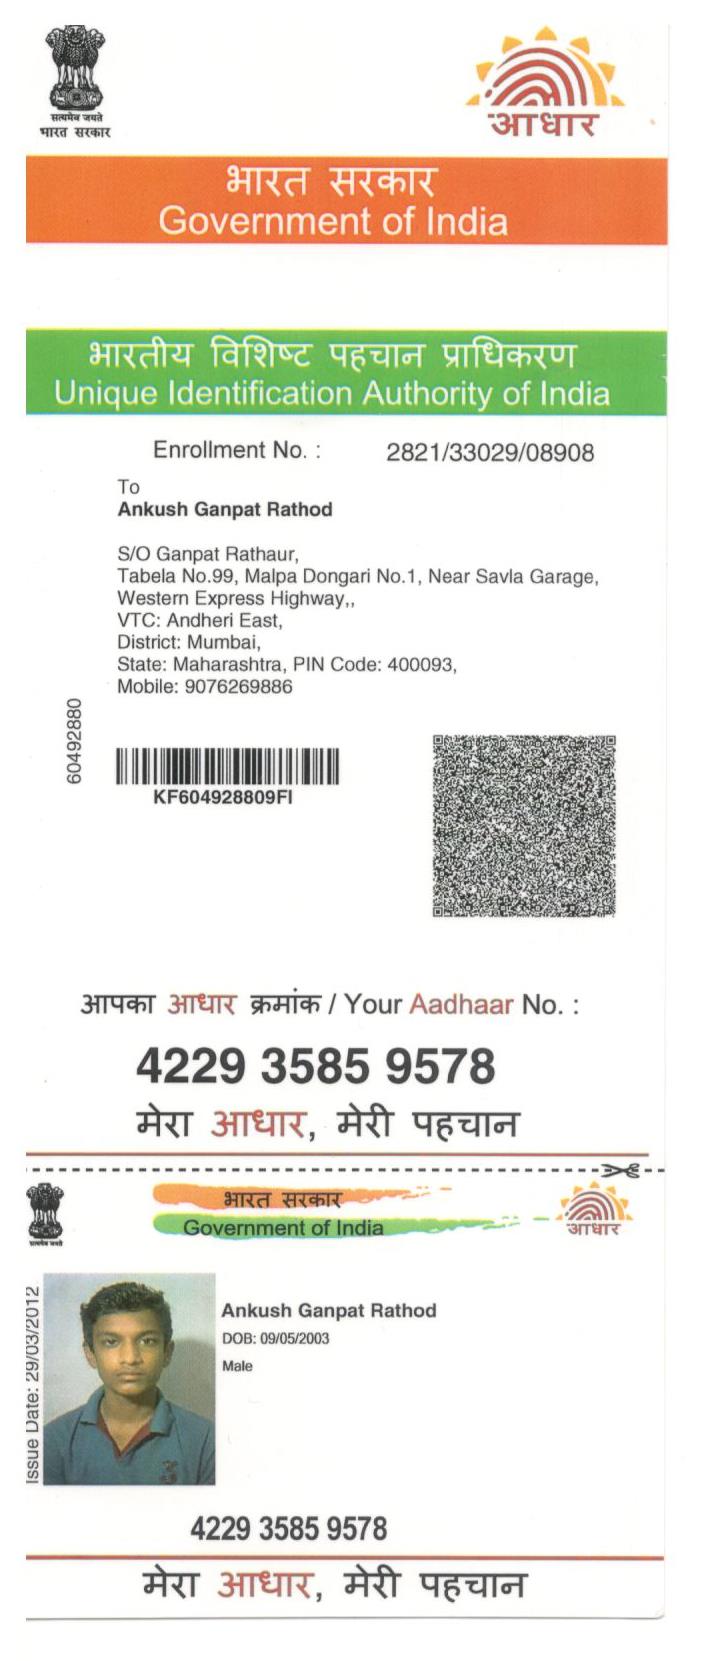 सत्यमेव जयते
भारत सरकार
आधार
भारत सरकार
Government of India
भारतीय विशिष्ट पहचान प्राधिकरण
Unique Identification Authority of India
Enrollment No. : 2821/33029/08908
To
Ankush Ganpat Rathod
S/O Ganpat Rathaur,
Tabela No.99, Malpa Dongari No.1, Near Savla Garage,
Western Express Highway,,
VTC: Andheri East,
District: Mumbai,
State: Maharashtra, PIN Code: 400093,
Mobile: 9076269886
60492880
KF604928809FI
आपका आधार क्रमांक / Your Aadhaar No. :
4229 3585 9578
मेरा आधार, मेरी पहचान
सत्यमेव जयते
भारत सरकार
Government of India
आधार
Issue Date: 29/03/2012
Ankush Ganpat Rathod
DOB: 09/05/2003
Male
4229 3585 9578
मेरा आधार, मेरी पहचान